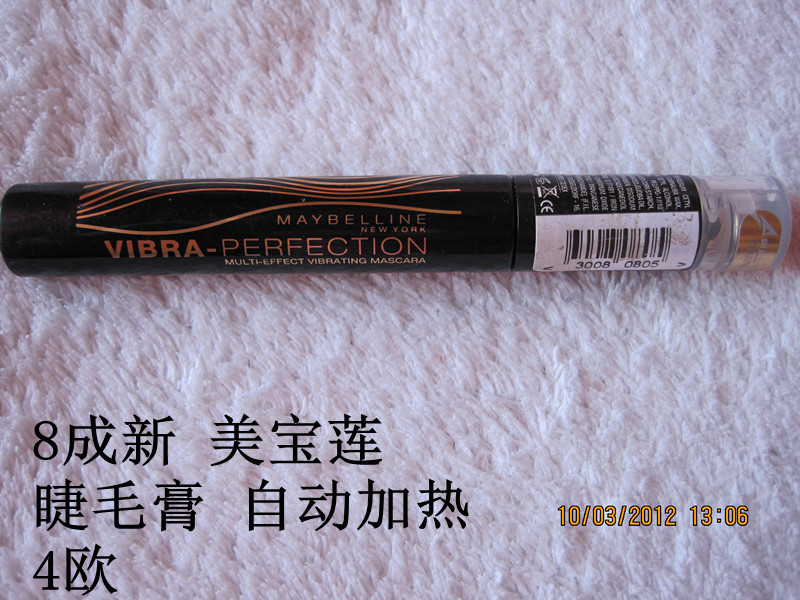 MAYBELLINE
NEW YORK
VIBRA-PERFECTION
MULTI-EFFECT VIBRATING MASCARA
3008 0805 >
8成新 美宝莲
睫毛膏 自动加热
4欧
10/03/2012 13:06